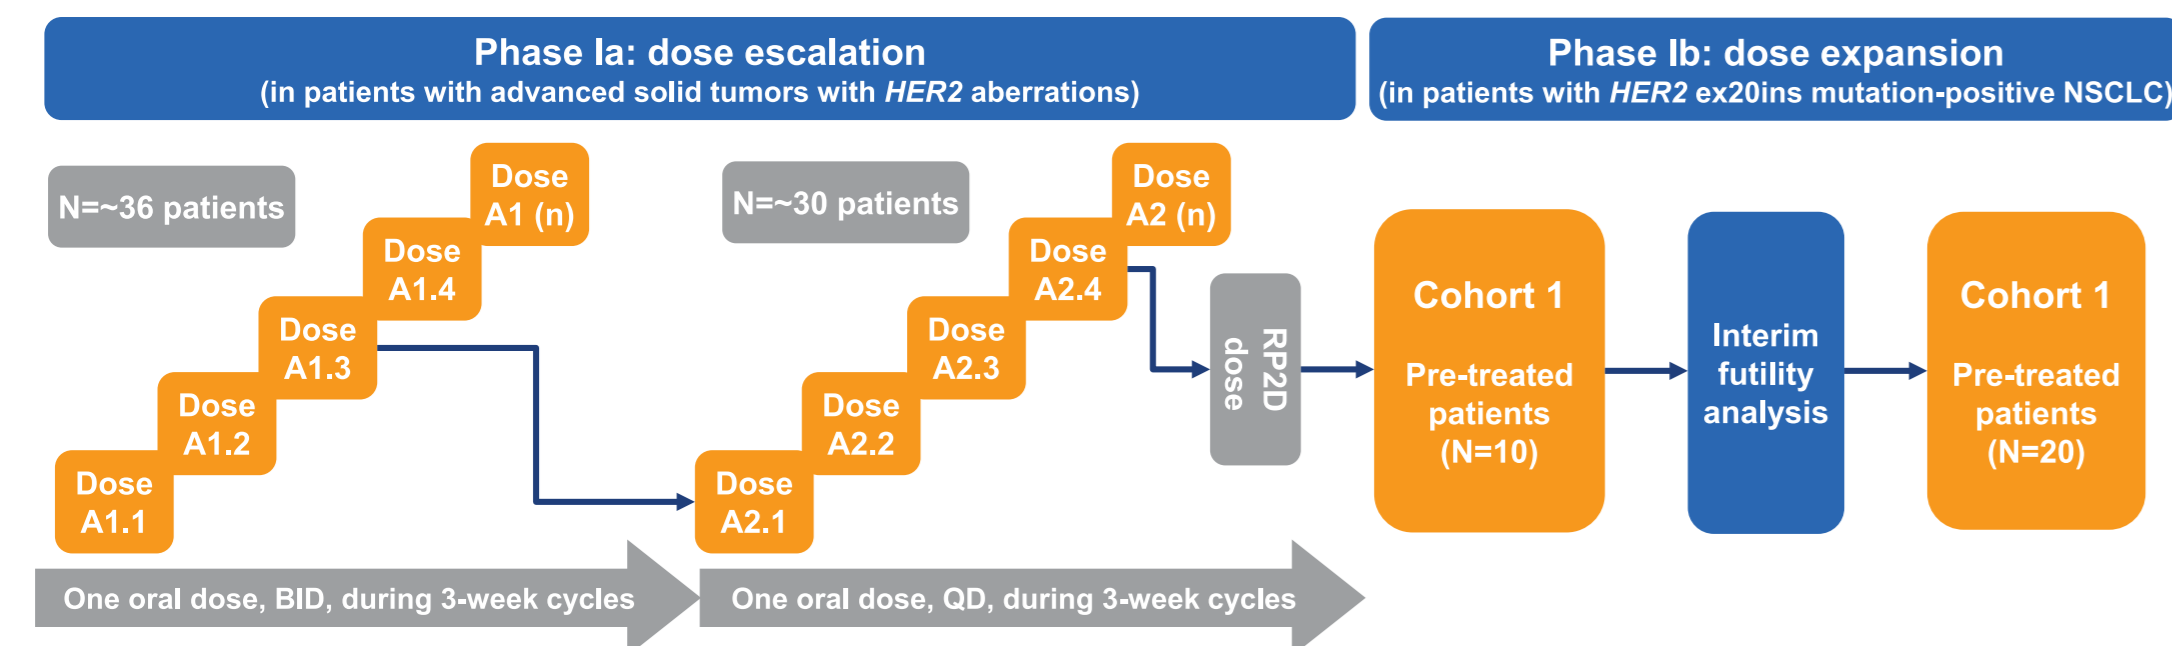 Phase Ia: dose escalation
(in patients with advanced solid tumors with HER2 aberrations)
Phase Ib: dose expansion
(in patients with HER2 ex20ins mutation-positive NSCLC)
N=~36 patients
Dose
A1.1
Dose
A1.2
Dose
A1.3
Dose
A1.4
Dose
A1 (n)
N=~30 patients
Dose
A2.1
Dose
A2.2
Dose
A2.3
Dose
A2.4
Dose
A2 (n)
RP2D
dose
Cohort 1
Pre-treated
patients
(N=10)
Interim
futility
analysis
Cohort 1
Pre-treated
patients
(N=20)
One oral dose, BID, during 3-week cycles
One oral dose, QD, during 3-week cycles